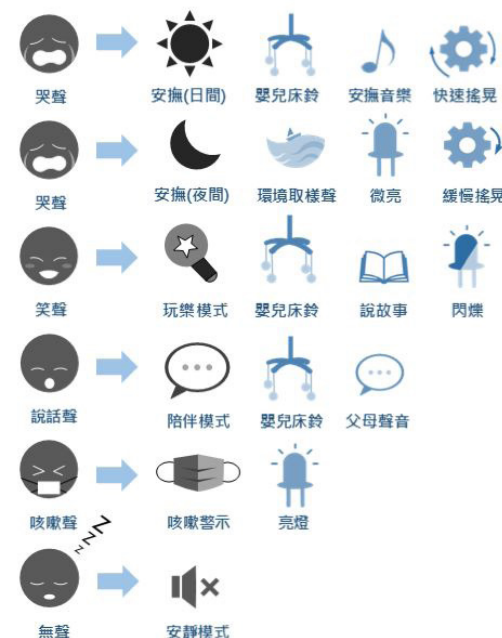 哭聲 安撫(日間) 嬰兒床鈴 安撫音樂 快速搖晃
哭聲 安撫(夜間) 環境取樣聲 微亮 緩慢搖晃
笑聲 玩樂模式 嬰兒床鈴 說故事 閃爍
說話聲 陪伴模式 嬰兒床鈴 父母聲音
咳嗽聲 咳嗽警示 亮燈
z z z Z
無聲 安靜模式